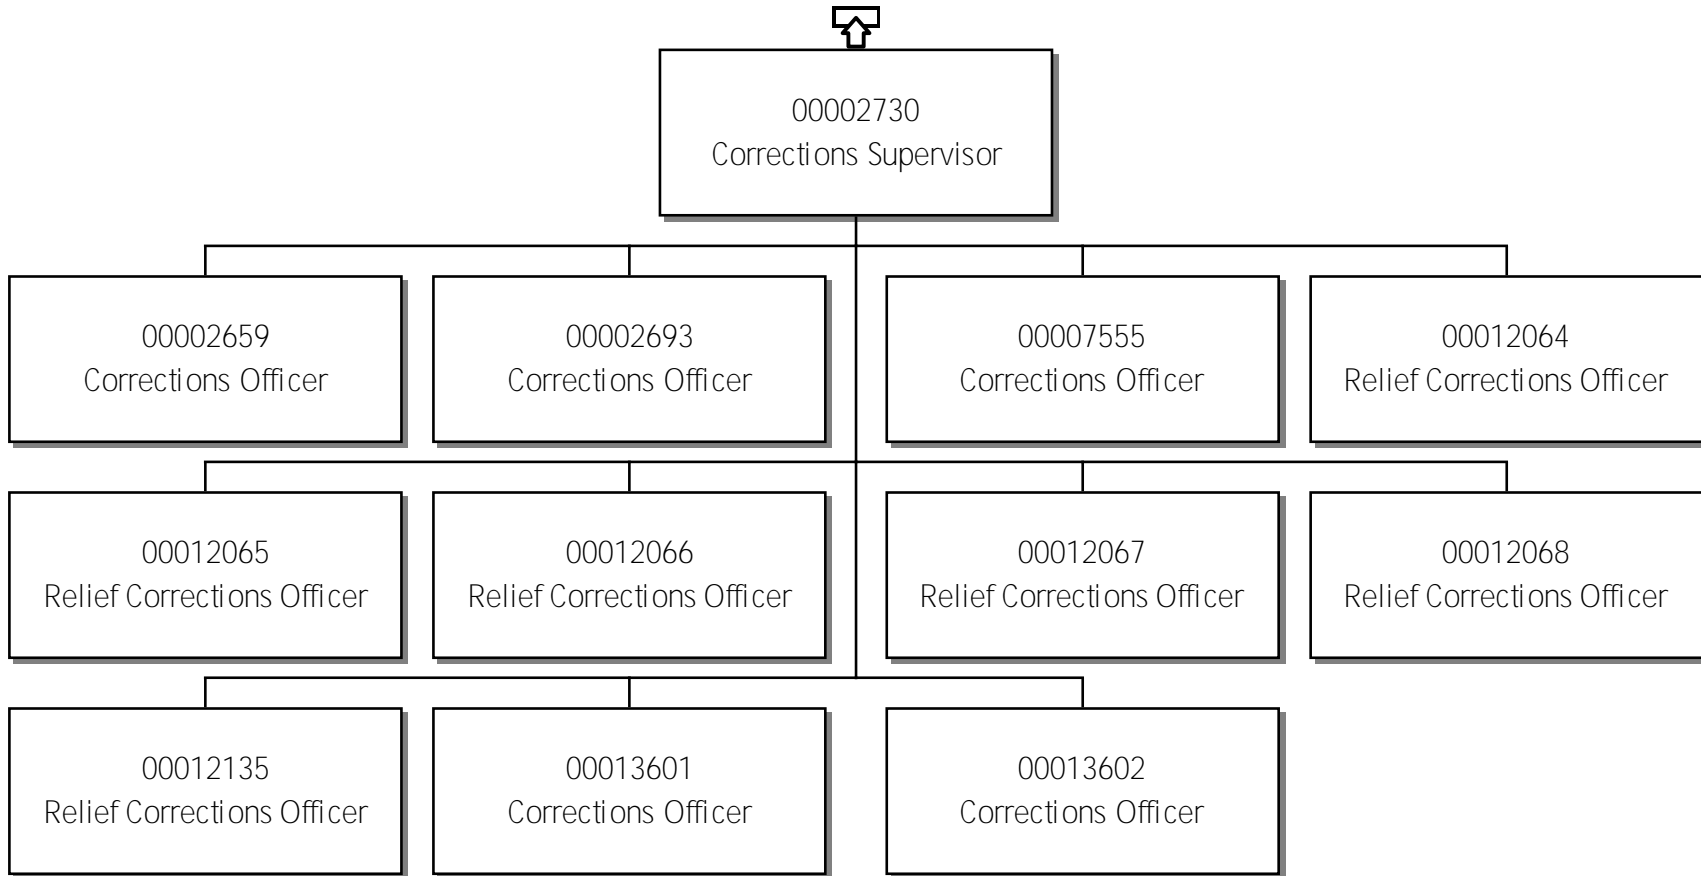 00002730
Corrections Supervisor
00002659
Corrections Officer
00002693
Corrections Officer
00007555
Corrections Officer
00012064
Relief Corrections Officer
00012065
Relief Corrections Officer
00012066
Relief Corrections Officer
00012067
Relief Corrections Officer
00012068
Relief Corrections Officer
00012135
Relief Corrections Officer
00013601
Corrections Officer
00013602
Corrections Officer